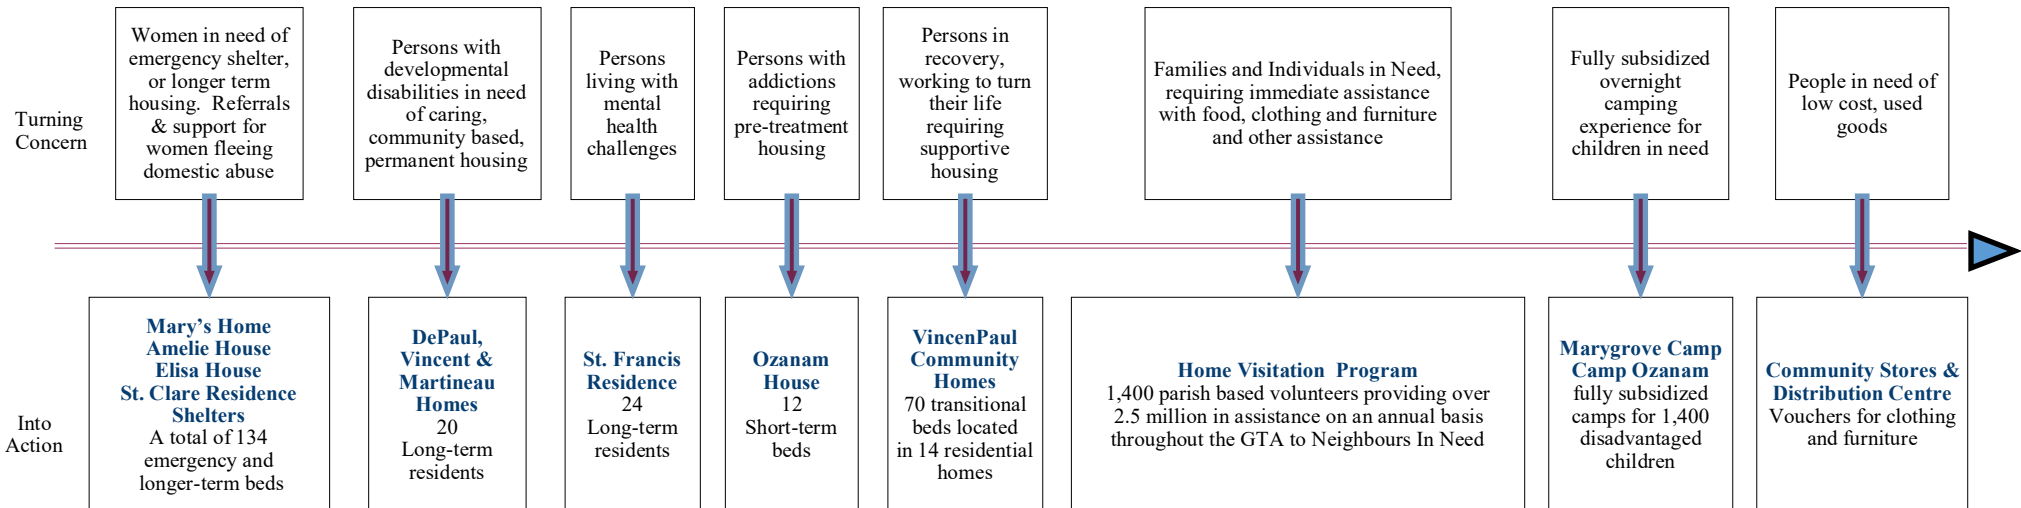 Turning
Concern
Women in need of
emergency shelter,
or longer term
housing. Referrals
& support for
women fleeing
domestic abuse
Persons with
developmental
disabilities in need
of caring,
community based,
permanent housing
Persons
living with
mental
health
challenges
Persons with
addictions
requiring
pre-treatment
housing
Persons in
recovery,
working to turn
their life
requiring
supportive
housing
Families and Individuals in Need,
requiring immediate assistance
with food, clothing and furniture
and other assistance
Fully subsidized
overnight
camping
experience for
children in need
People in need of
low cost, used
goods
Into
Action
Mary's Home
Amelie House
Elisa House
St. Clare Residence
Shelters
A total of 134
emergency and
longer-term beds
DePaul,
Vincent &
Martineau
Homes
20
Long-term
residents
St. Francis
Residence
24
Long-term
residents
Ozanam
House
12
Short-term
beds
VincenPaul
Community
Homes
70 transitional
beds located
in 14 residential
homes
Home Visitation Program
1,400 parish based volunteers providing over
2.5 million in assistance on an annual basis
throughout the GTA to Neighbours In Need
Marygrove Camp
Camp Ozanam
fully subsidized
camps for 1,400
disadvantaged
children
Community Stores &
Distribution Centre
Vouchers for clothing
and furniture